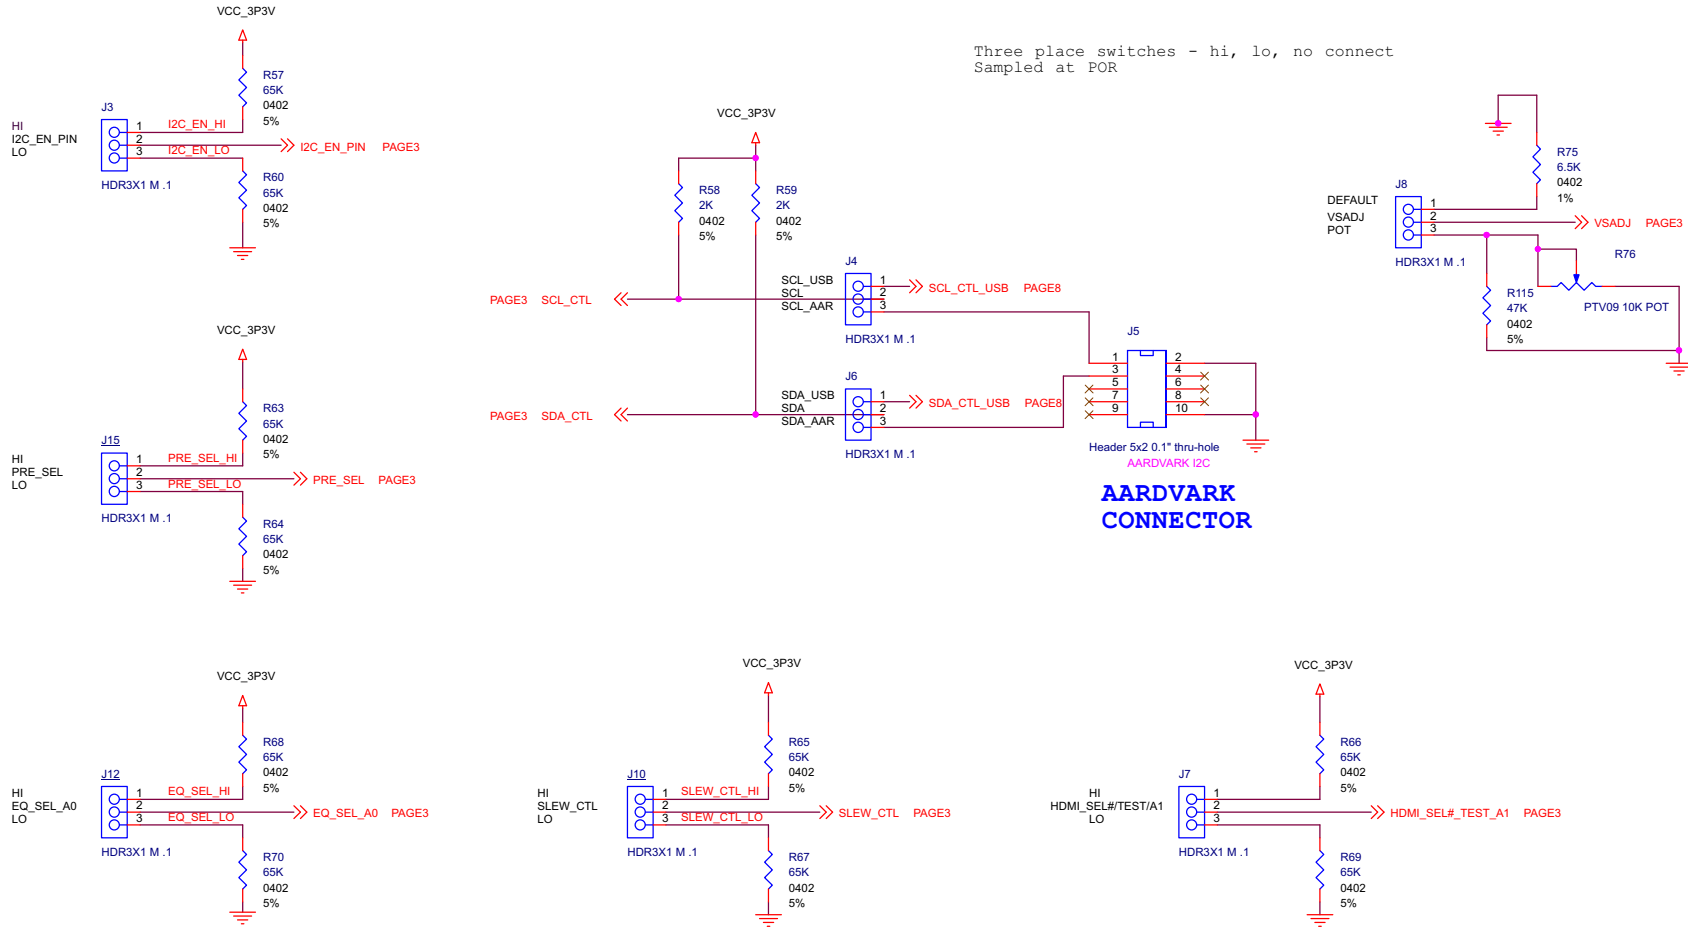 VCC_3P3V
R57
65K
0402
5%
J3
HI
I2C_EN_PIN
LO
1 I2C_EN_HI
2
3 I2C_EN_LO
I2C_EN_PIN PAGE3
HDR3X1 M .1
R60
65K
0402
5%
Three place switches - hi, lo, no connect
Sampled at POR
VCC_3P3V
R58
2K
0402
5%
R59
2K
0402
5%
J4
SCL_USB
SCL
SCL_AAR
1
2
3
SCL_CTL_USB PAGE8
PAGE3 SCL_CTL
HDR3X1 M .1
J6
SDA_USB
SDA
SDA_AAR
1
2
3
SDA_CTL_USB PAGE8
PAGE3 SDA_CTL
HDR3X1 M .1
J5
1 2
3 4
5 6
7 8
9 10
Header 5x2 0.1" thru-hole
AARDVARK I2C
AARDVARK
CONNECTOR
R75
6.5K
0402
1%
J8
DEFAULT
VSADJ
POT
1
2
3
VSADJ PAGE3
HDR3X1 M .1
R76
PTV09 10K POT
R115
47K
0402
5%
VCC_3P3V
R63
65K
0402
5%
J15
HI
PRE_SEL
LO
1 PRE_SEL_HI
2
3 PRE_SEL_LO
PRE_SEL PAGE3
HDR3X1 M .1
R64
65K
0402
5%
VCC_3P3V
R68
65K
0402
5%
J12
HI
EQ_SEL_A0
LO
1 EQ_SEL_HI
2
3 EQ_SEL_LO
EQ_SEL_A0 PAGE3
HDR3X1 M .1
R70
65K
0402
5%
VCC_3P3V
R65
65K
0402
5%
J10
HI
SLEW_CTL
LO
1 SLEW_CTL_HI
2
3 SLEW_CTL_LO
SLEW_CTL PAGE3
HDR3X1 M .1
R67
65K
0402
5%
VCC_3P3V
R66
65K
0402
5%
J7
HI
HDMI_SEL#/TEST/A1
LO
1
2
3
HDMI_SEL#_TEST_A1 PAGE3
HDR3X1 M .1
R69
65K
0402
5%